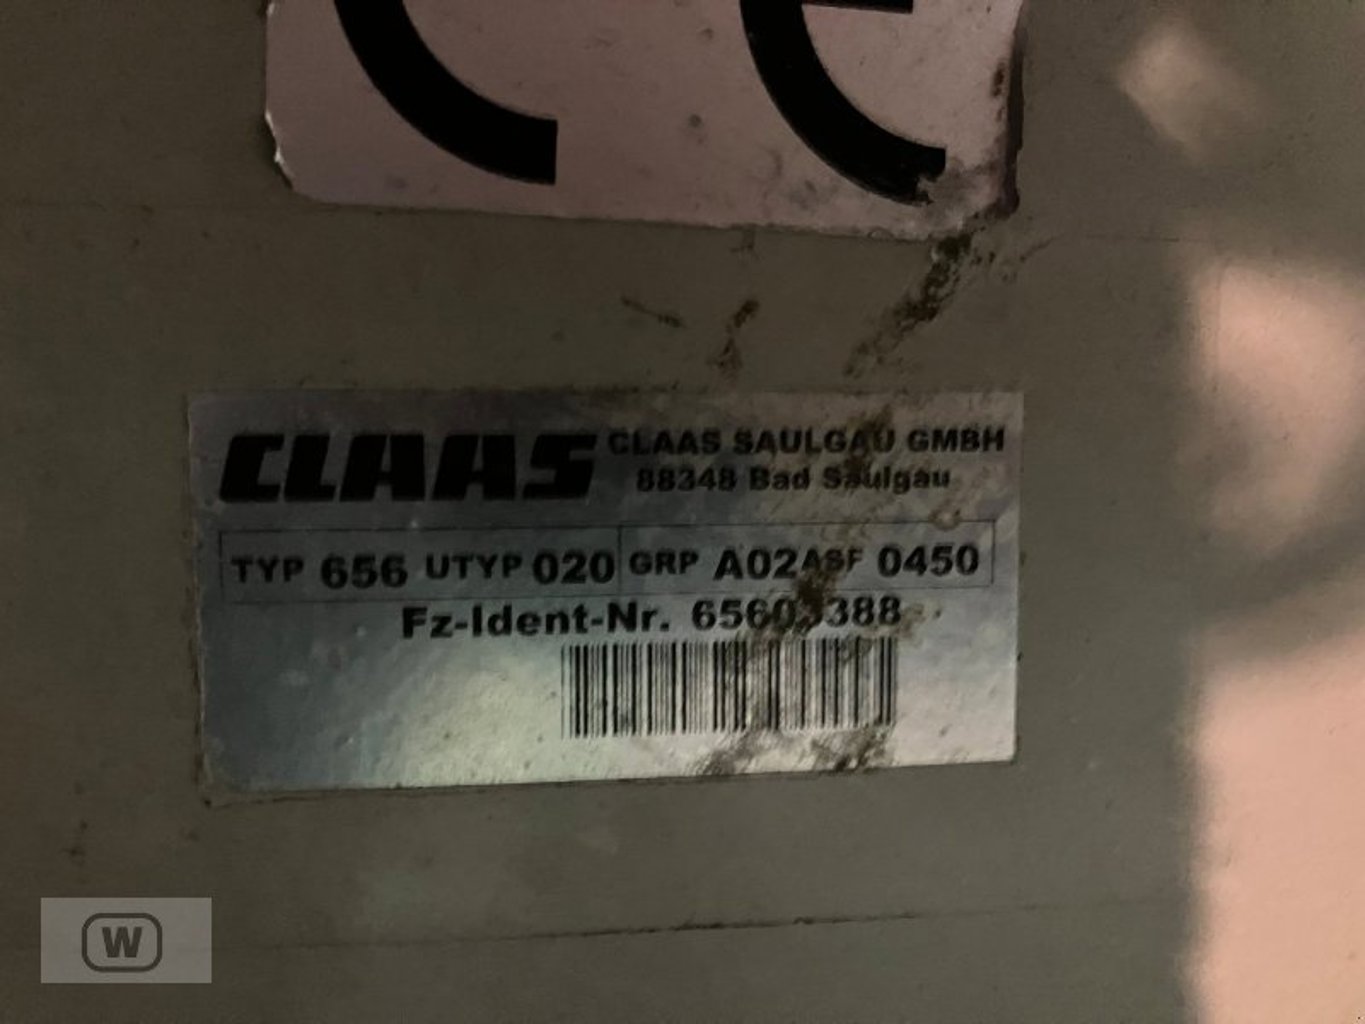 CE
CLAAS CLAAS SAULGAU GMBH
88348 Bad Saulgau
TYP 656 UTYP 020 GRP A02 ASF 0450
Fz-Ident-Nr.
W